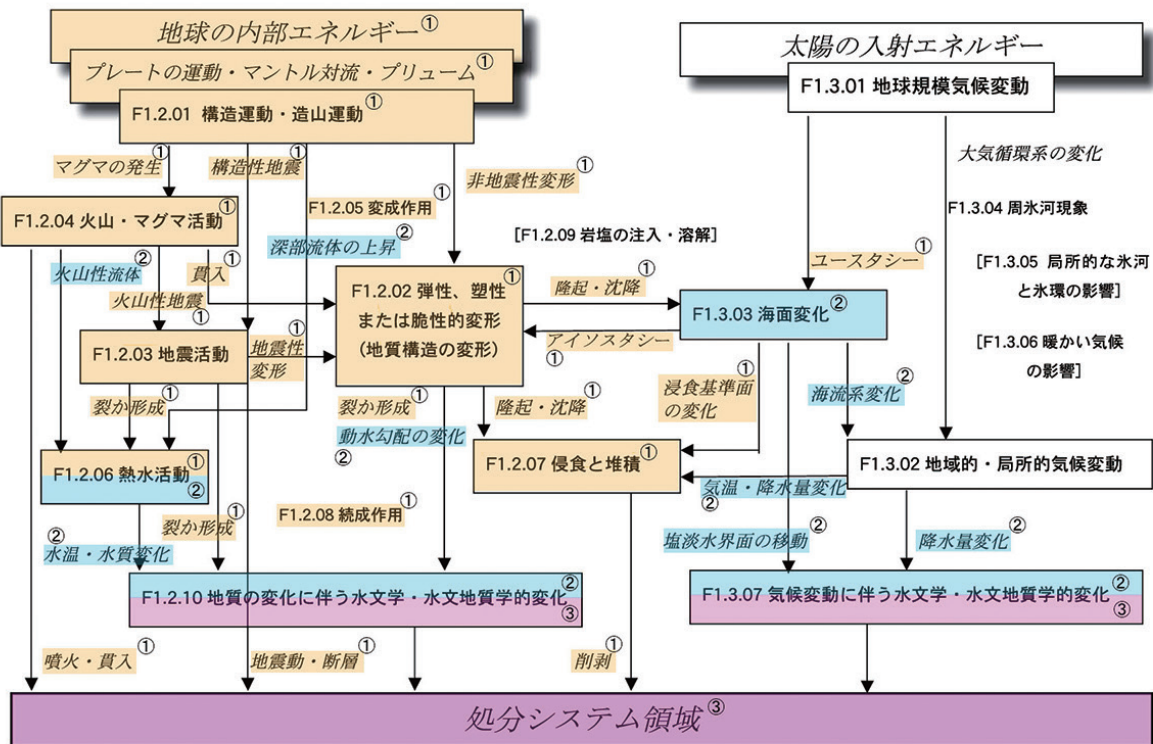 地球の内部エネルギー①
太陽の入射エネルギー
プレートの運動・マントル対流・プリューム①
F1.3.01 地球規模気候変動
F1.2.01 構造運動・造山運動①
マグマの発生①
構造性地震①
非地震性変形①
大気循環系の変化
F1.2.04 火山・マグマ活動①
F1.2.05 変成作用①
F1.3.04 周氷河現象
深部流体の上昇②
[F1.2.09 岩塩の注入・溶解]
火山性流体②
貫入①
ユースタシー①
[F1.3.05 局所的な氷河
と氷環の影響]
火山性地震①
F1.2.02 弾性、塑性①
または脆性的変形
(地質構造の変形)
隆起・沈降①
F1.3.03 海面変化②
アイソスタシー①
F1.2.03 地震活動①
地震性①
変形
[F1.3.06 暖かい気候
の影響]
裂か形成①
裂か形成①
動水勾配の変化②
隆起・沈降①
浸食基準面①
の変化
海流系変化②
F1.2.06 熱水活動①
②
F1.2.07 侵食と堆積①
F1.3.02 地域的・局所的気候変動
気温・降水量変化②
裂か形成①
F1.2.08 続成作用①
水温・水質変化②
塩淡水界面の移動②
降水量変化②
F1.2.10 地質の変化に伴う水文学・水文地質学的変化②
③
F1.3.07 気候変動に伴う水文学・水文地質学的変化②
③
噴火・貫入①
地震動・断層①
削剥①
処分システム領域③